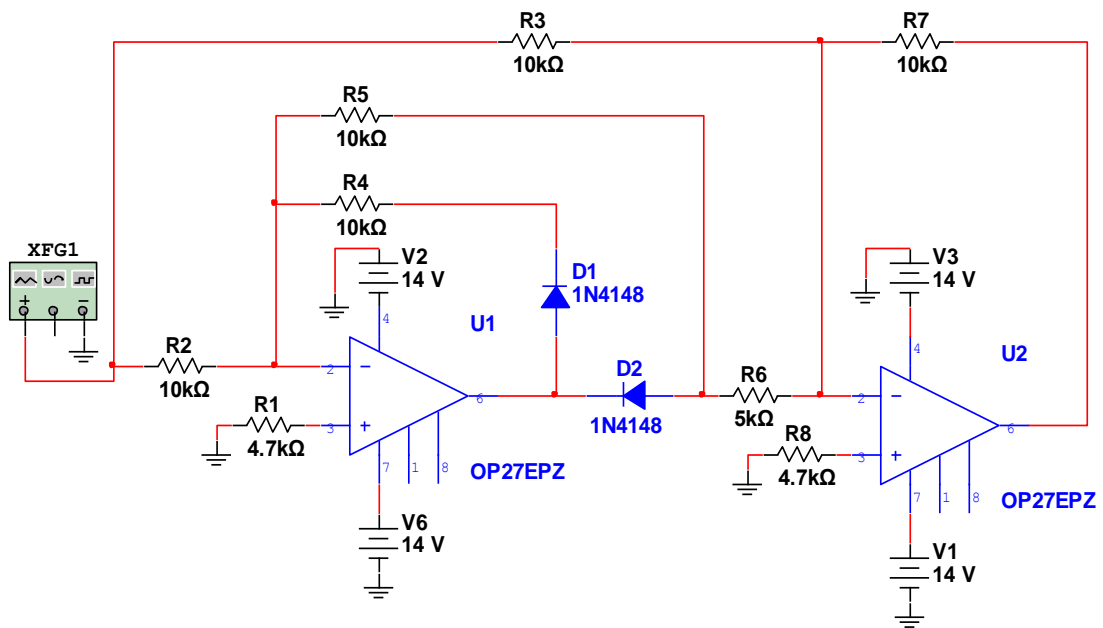 R3
10kΩ
R7
10kΩ
R5
10kΩ
R4
10kΩ
XFG1
+
−
V2
14 V
D1
1N4148
V3
14 V
4
U1
4
U2
R2
10kΩ
2
−
D2
1N4148
6
R6
5kΩ
2
−
R1
4.7kΩ
3
+
6
R8
4.7kΩ
3
+
7
1
8
OP27EPZ
7
1
8
OP27EPZ
V6
14 V
V1
14 V